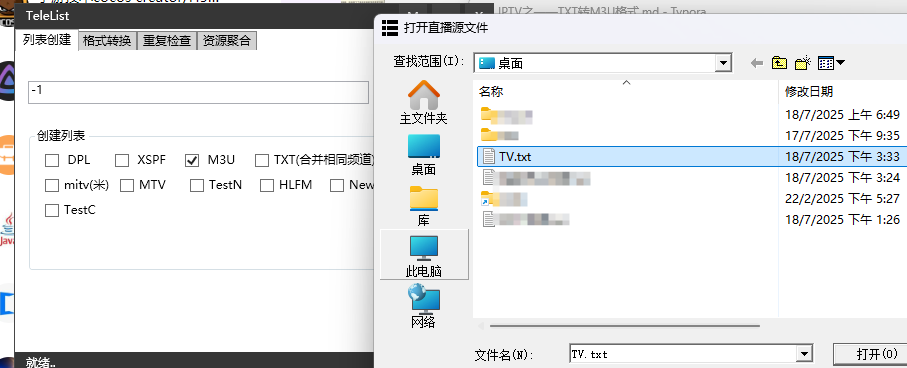 TeleList
IPTV之——TXT转M3U格式.md - Typora
列表创建 格式转换 重复检查 资源聚合
-1
创建列表
DPL XSPF M3U TXT(合并相同频道)
mitv(米) MTV TestN HLFM New
TestC
就绪..
打开直播源文件
查找范围(I): 桌面
主文件夹
桌面
库
此电脑
网络
名称 修改日期
18/7/2025 上午 6:49
17/7/2025 下午 9:35
TV.txt 18/7/2025 下午 3:33
18/7/2025 下午 3:24
22/2/2025 下午 5:27
18/7/2025 下午 1:26
文件名(N): TV.txt 打开(O)
Java